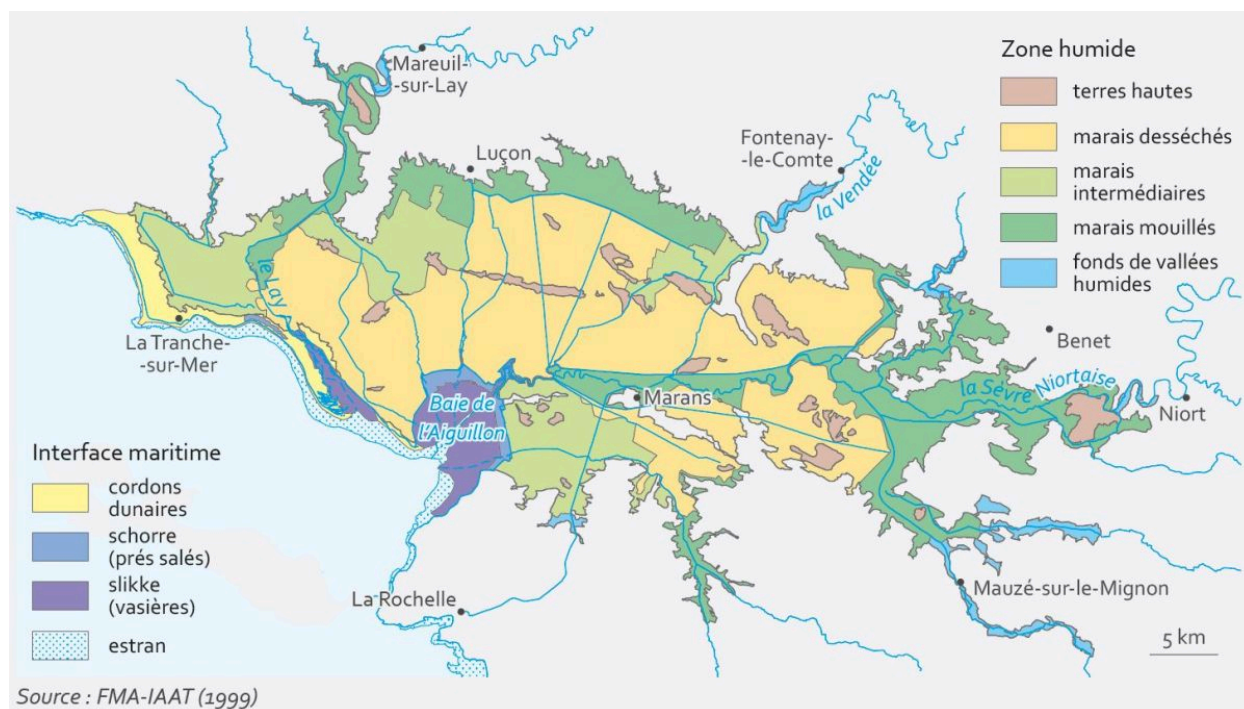 Zone humide
terres hautes
marais desséchés
marais
intermédiaires
marais mouillés
fonds de vallées
humides
Mareuil-
-sur-Lay
Luçon
Fontenay-
-le-Comte
la Vendée
le Lay
La Tranche-
-sur-Mer
Baie de
l'Aiguillon
Marans
Benet
la Sèvre Niortaise
Niort
Mauzé-sur-le-Mignon
La Rochelle
Interface maritime
cordons
dunaires
schorre
(prés salés)
slikke
(vasières)
estran
5 km
Source : FMA-IAAT (1999)